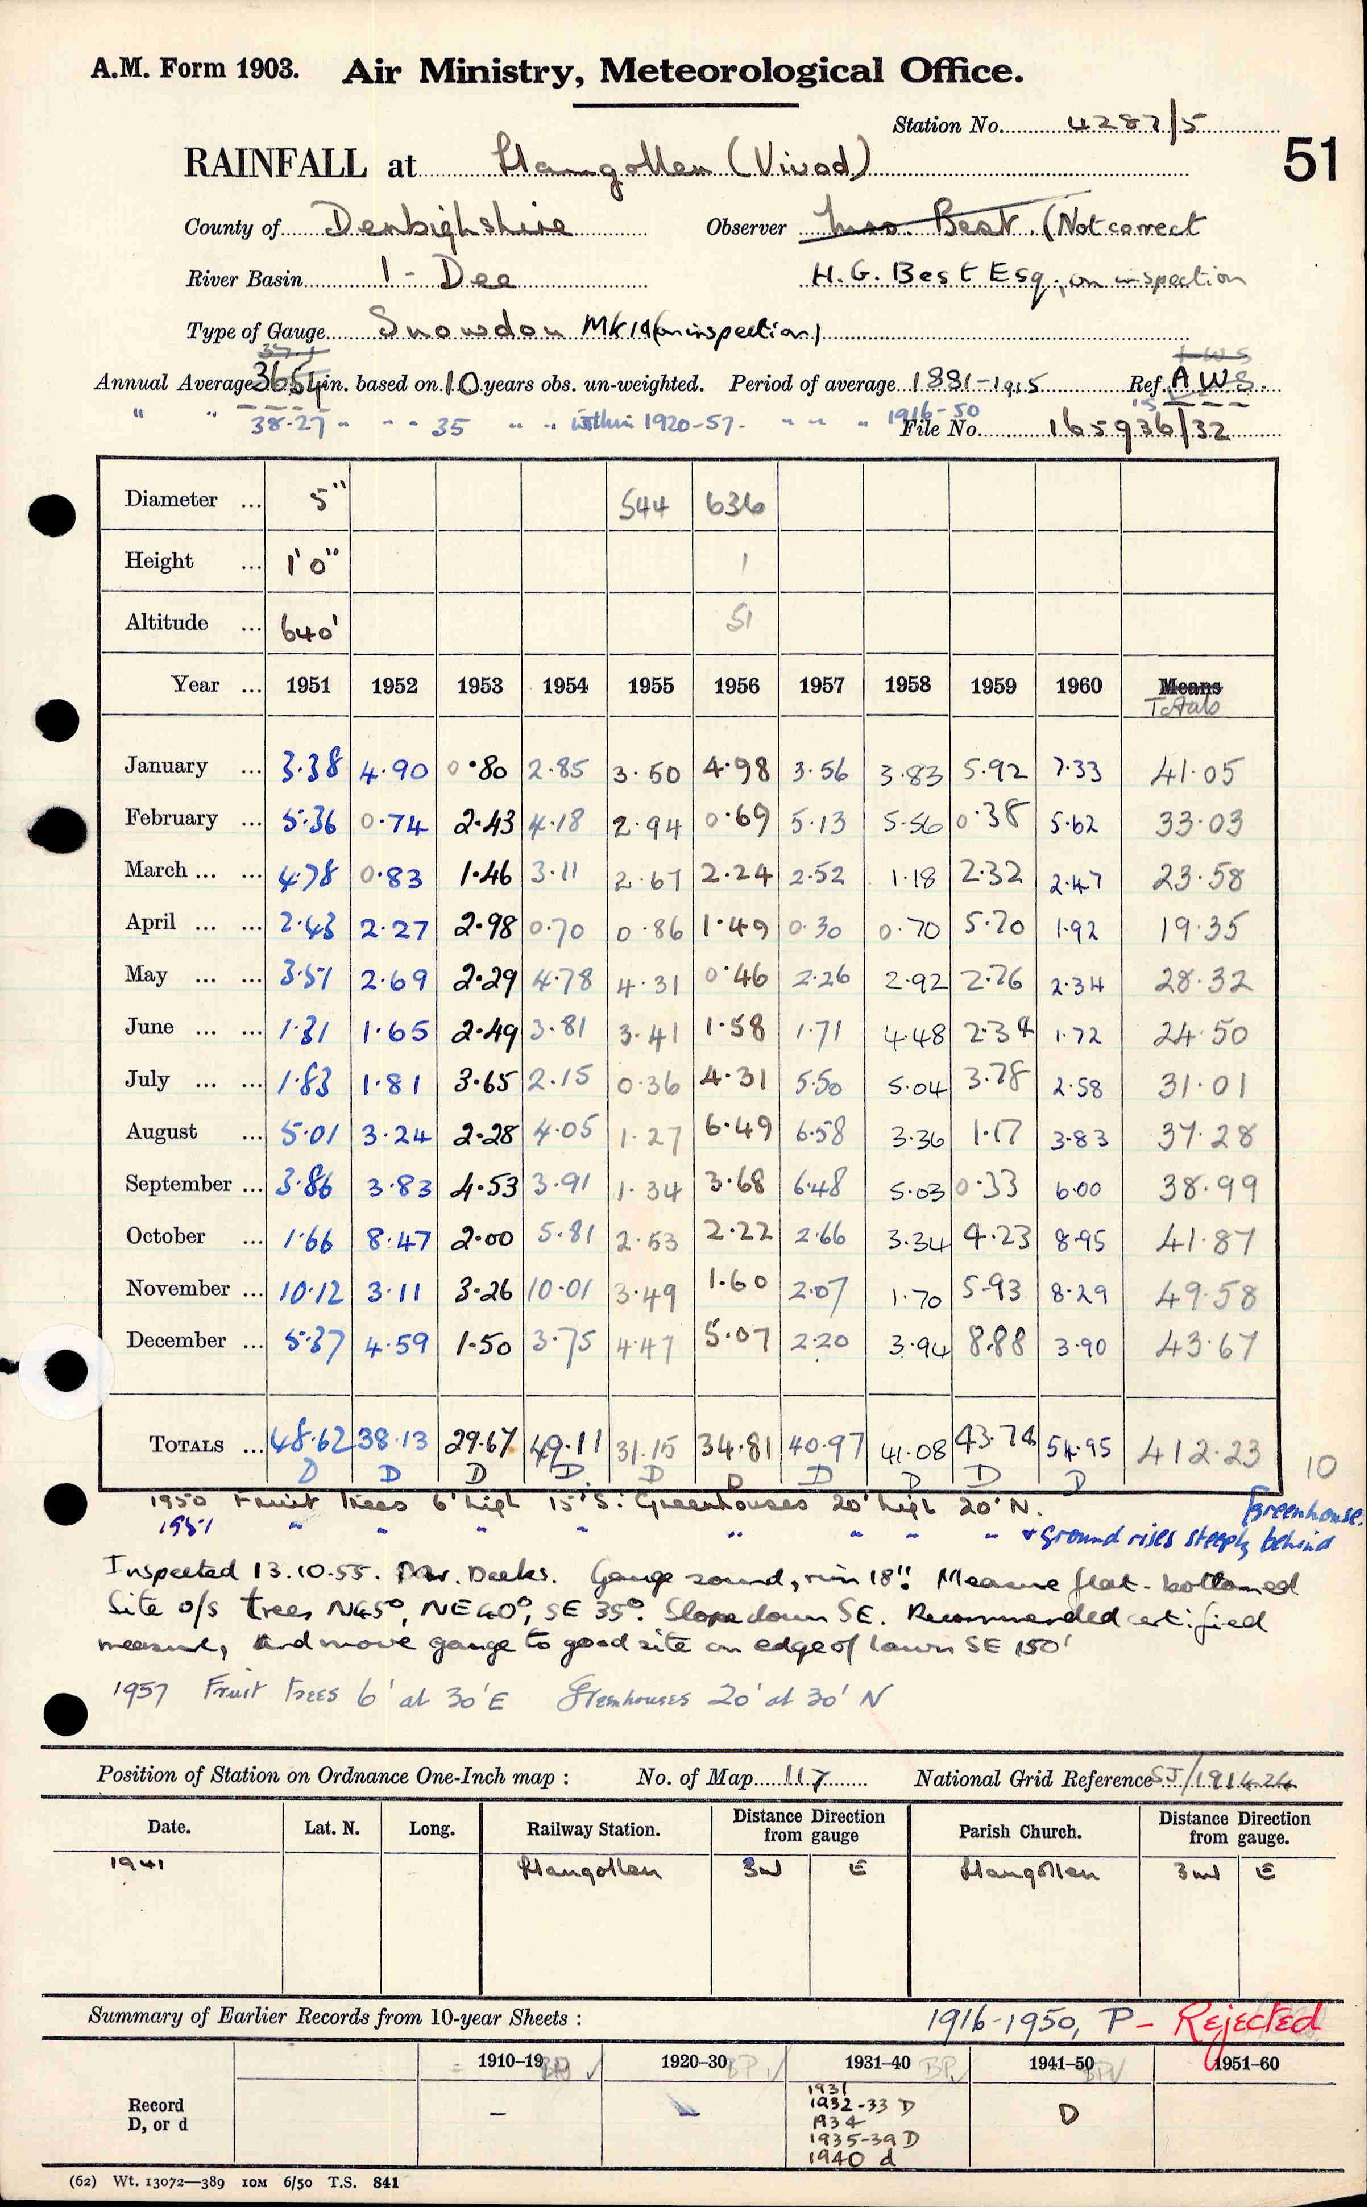 A.M. Form 1903. Air Ministry, Meteorological Office.
Station No. 4287/5
51
RAINFALL at Llangollen (Vivod)
County of Denbighshire Observer Mrs. Best. (Not correct
River Basin 1 - Dee H. G. Best Esq., on inspection
Type of Gauge Snowdon Mk 1a (on inspection)
Annual Average 36.54 in. based on 10 years obs. un-weighted. Period of average 1881-1915 Ref. A W S
" " 38.27 " " " 35 " " within 1920-57. " " " 1916-50
File No. 165936/32
Diameter ... 5" 544 636
Height ... 1'0" 1
Altitude ... 640' 51
Year ... 1951 1952 1953 1954 1955 1956 1957 1958 1959 1960 Means
Totals
January ... 3.38 4.90 0.80 2.85 3.50 4.98 3.56 3.83 5.92 7.33 41.05
February ... 5.36 0.74 2.43 4.18 2.94 0.69 5.13 5.56 0.38 5.62 33.03
March ... ... 4.78 0.83 1.46 3.11 2.67 2.24 2.52 1.18 2.32 2.47 23.58
April ... ... 2.43 2.27 2.98 0.70 0.86 1.49 0.30 0.70 5.70 1.92 19.35
May ... ... 3.51 2.69 2.29 4.78 4.31 0.46 2.26 2.92 2.76 2.34 28.32
June ... ... 1.31 1.65 2.49 3.81 3.41 1.58 1.71 4.48 2.34 1.72 24.50
July ... ... 1.83 1.81 3.65 2.15 0.36 4.31 5.50 5.04 3.78 2.58 31.01
August ... 5.01 3.24 2.28 4.05 1.27 6.49 6.58 3.36 1.17 3.83 37.28
September ... 3.86 3.83 4.53 3.91 1.34 3.68 6.48 5.03 0.33 6.00 38.99
October ... 1.66 8.47 2.00 5.81 2.53 2.22 2.66 3.34 4.23 8.95 41.87
November ... 10.12 3.11 3.26 10.01 3.49 1.60 2.07 1.70 5.93 8.29 49.58
December ... 5.37 4.59 1.50 3.75 4.47 5.07 2.20 3.94 8.88 3.90 43.67
TOTALS ... 48.62 38.13 29.67 49.11 31.15 34.81 40.97 41.08 43.74 54.95 412.23 10
D D D D D D D D D D
1950 Fruit trees 6' high 15' S. Greenhouses 20' high 20' N.
Greenhouse.
1951 " " " " " " " " & ground rises steeply behind
Inspected 13.10.55. Mr. Deeks. Gauge sound, rim 18". Measure flat-bottomed
Site o/s trees N45°, NE40°, SE 35°. Slope down SE. Recommended certified
measure, and move gauge to good site on edge of lawn SE 150'
1957 Fruit trees 6' at 30' E Greenhouses 20' at 30' N
Position of Station on Ordnance One-Inch map : No. of Map 117 National Grid Reference SJ/191424
Date. Lat. N. Long. Railway Station. Distance Direction from gauge Parish Church. Distance Direction from gauge.
1941 Llangollen 3ml E Llangollen 3ml E
Summary of Earlier Records from 10-year Sheets : 1916-1950, P - Rejected
1910-19 1920-30 1931-40 1941-50 1951-60
Record
D, or d
- - D
1931
1932-33 D
1934
1935-39 D
1940 d
(62) Wt. 13072—389 10M 6/50 T.S. 841